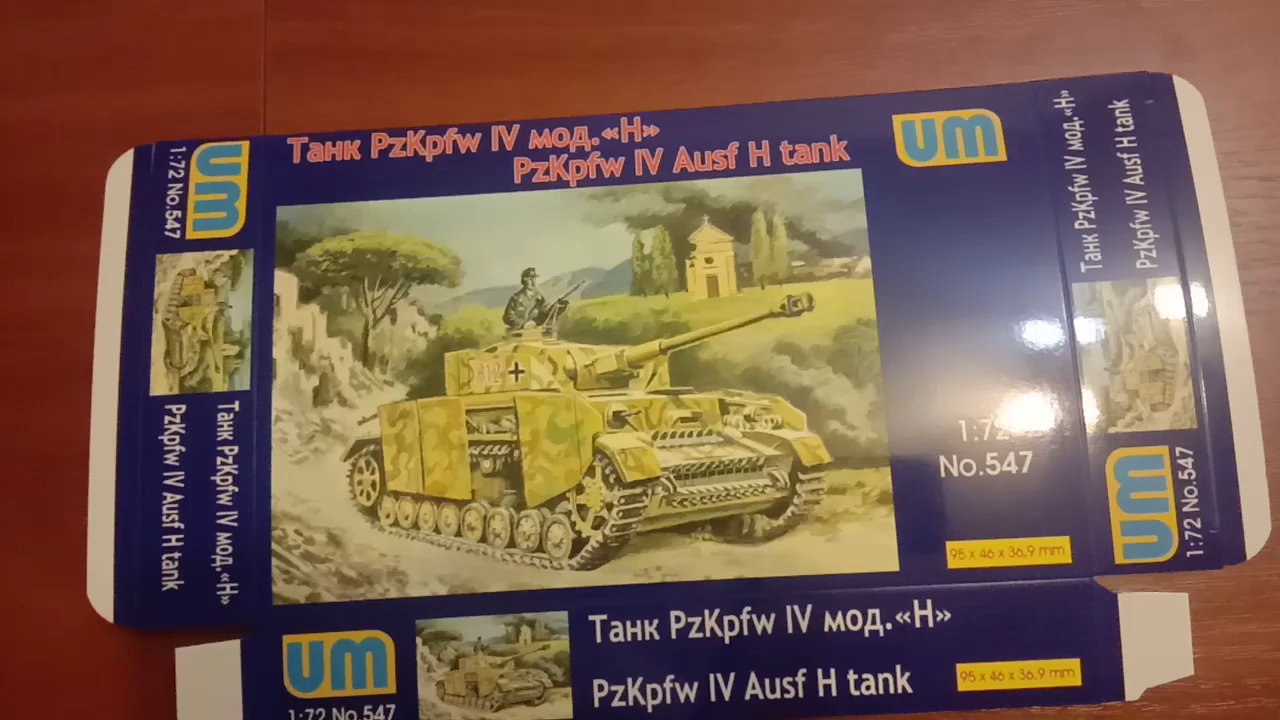 Танк PzKpfw IV мод.«Н»
PzKpfw IV Ausf H tank
um
812
1:72
No.547
95 x 46 x 36,9 mm
um
1:72 No.547
Танк PzKpfw IV мод.«Н»
PzKpfw IV Ausf H tank
Танк PzKpfw IV мод.«Н»
PzKpfw IV Ausf H tank
um
1:72 No.547
um
1:72 No.547
Танк PzKpfw IV мод.«Н»
PzKpfw IV Ausf H tank
95 x 46 x 36,9 mm